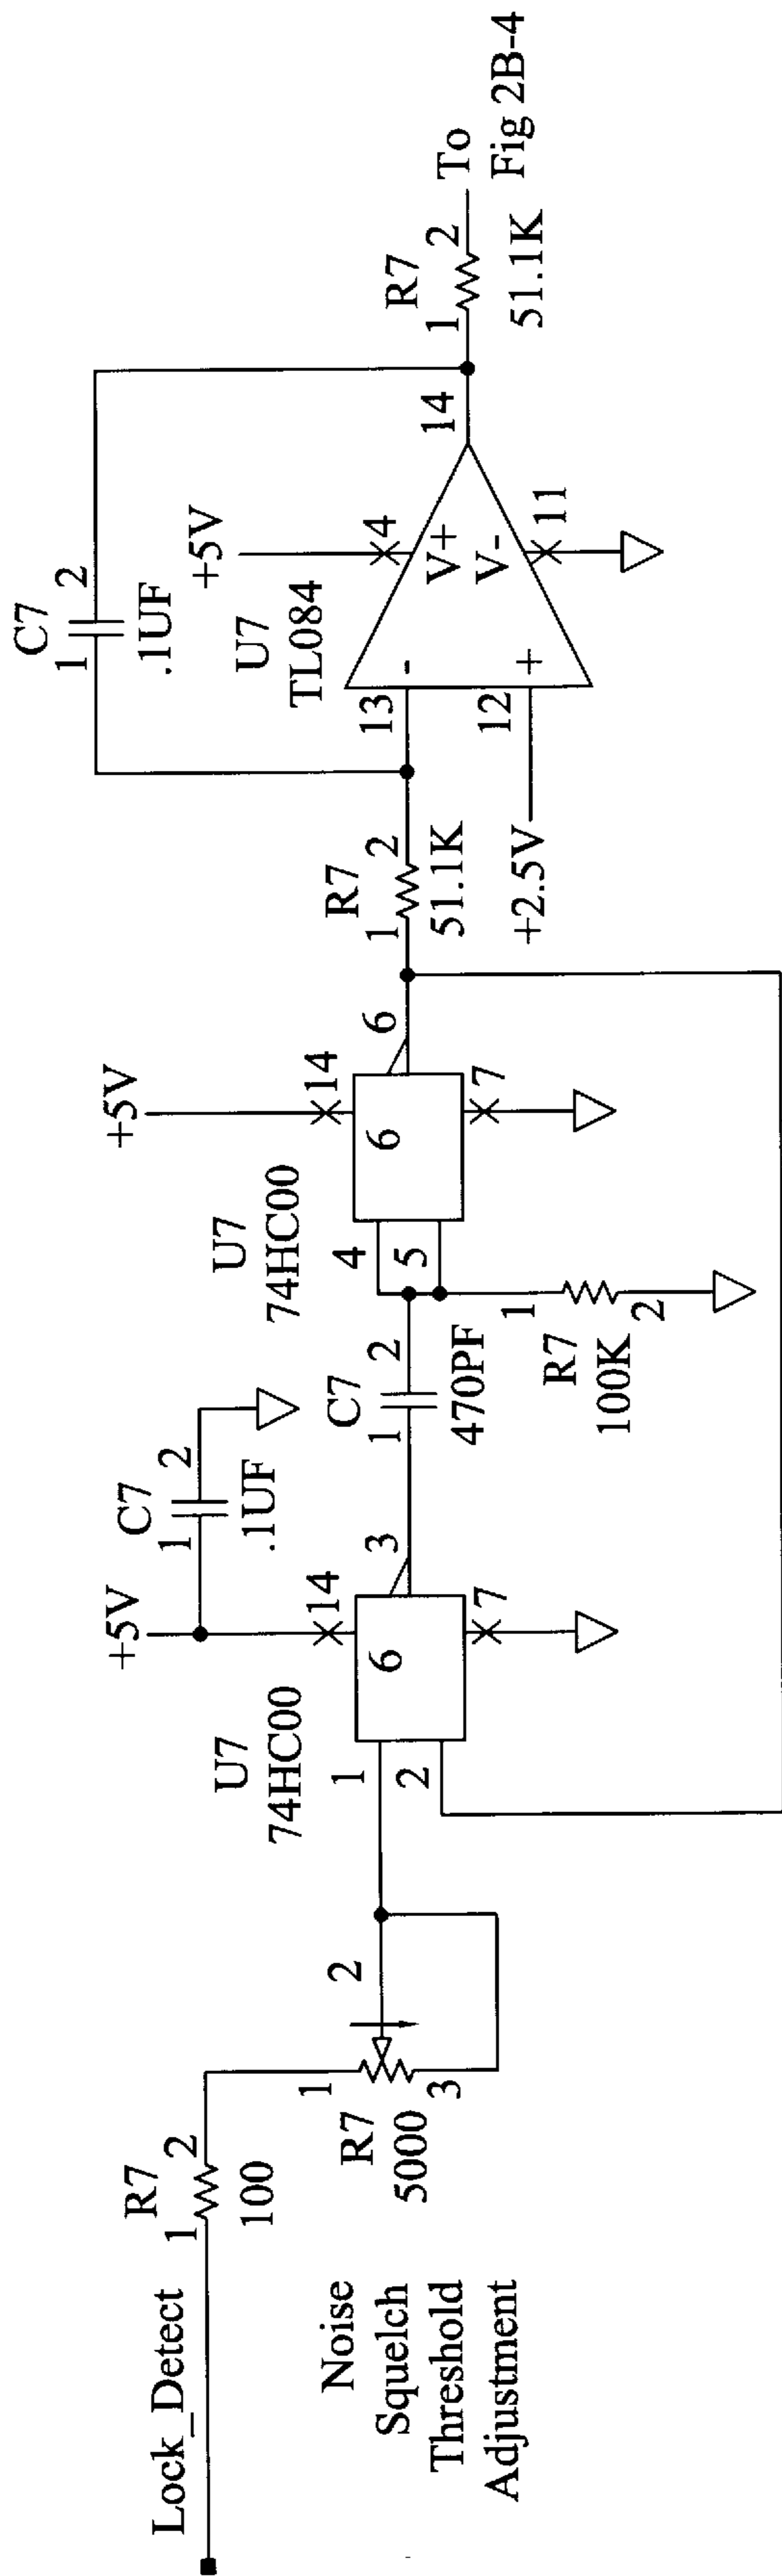 Lock_Detect
R7
1 2
100
Noise
Squelch
Threshold
Adjustment
R7
5000
1
2
3
+5V
C7
1 2
.1UF
U7
74HC00
14
1
2
6
3
7
C7
1 2
470PF
1
R7
100K
2
+5V
U7
74HC00
14
4
5
6
6
7
R7
1 2
51.1K
C7
1 2
.1UF
+5V
U7
TL084
4
V+
V-
11
13
-
12
+
+2.5V
14
R7
1 2
51.1K
To
Fig 2B-4